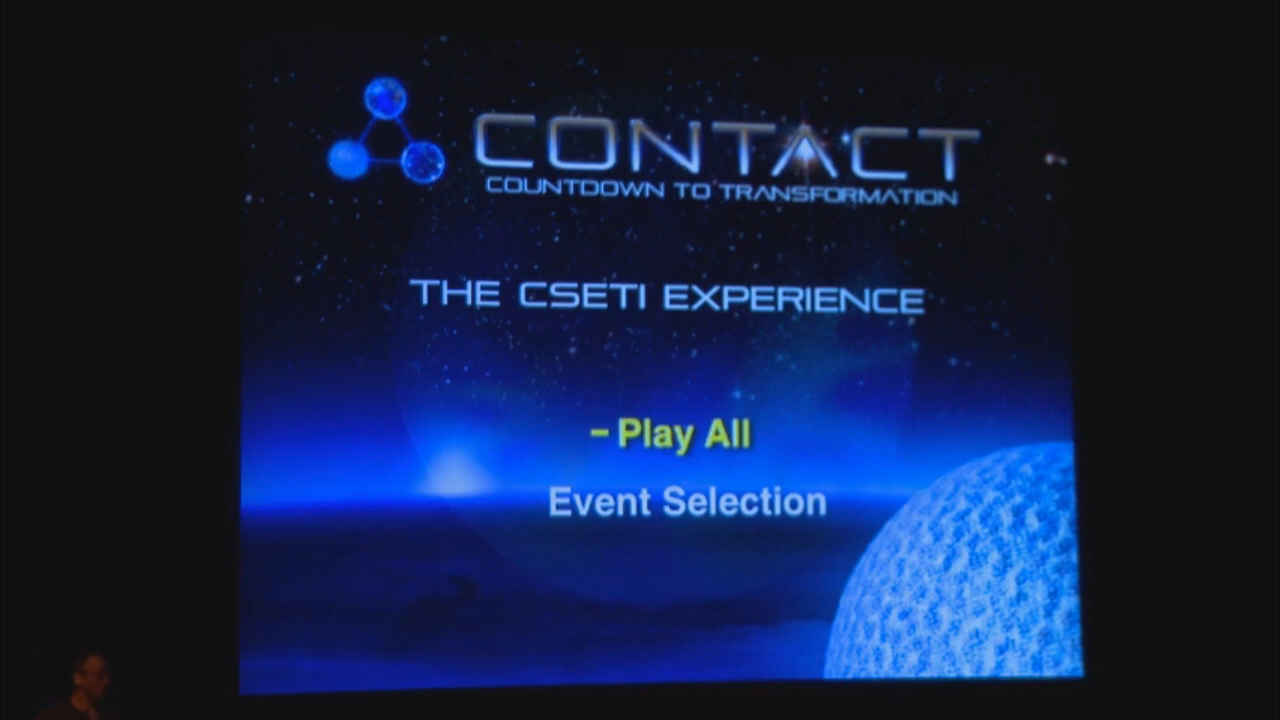 CONTACT
COUNTDOWN TO TRANSFORMATION
THE CSETI EXPERIENCE
– Play All
Event Selection